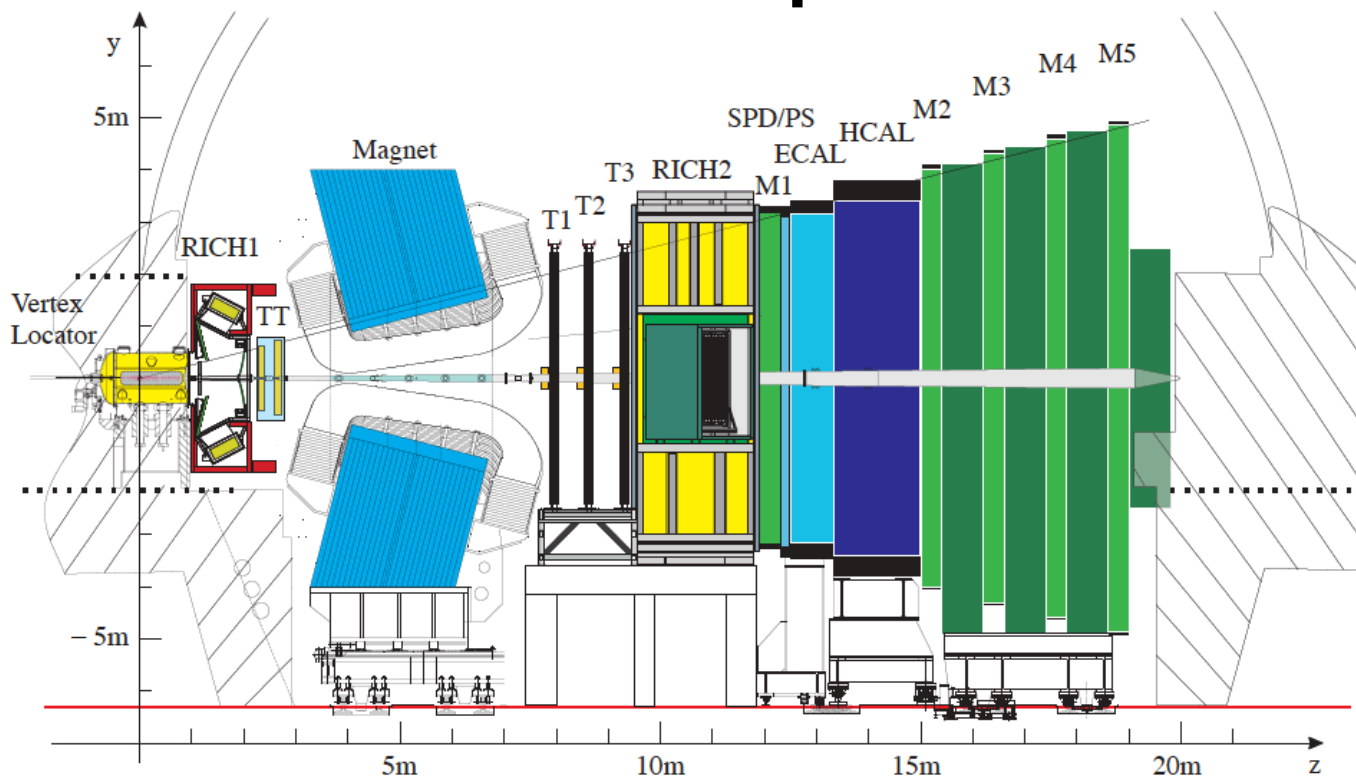 y
5m
Magnet
RICH1
Vertex
Locator
TT
T1
T2
T3
RICH2
M1
SPD/PS
ECAL
HCAL
M2
M3
M4
M5
– 5m
5m
10m
15m
20m
z